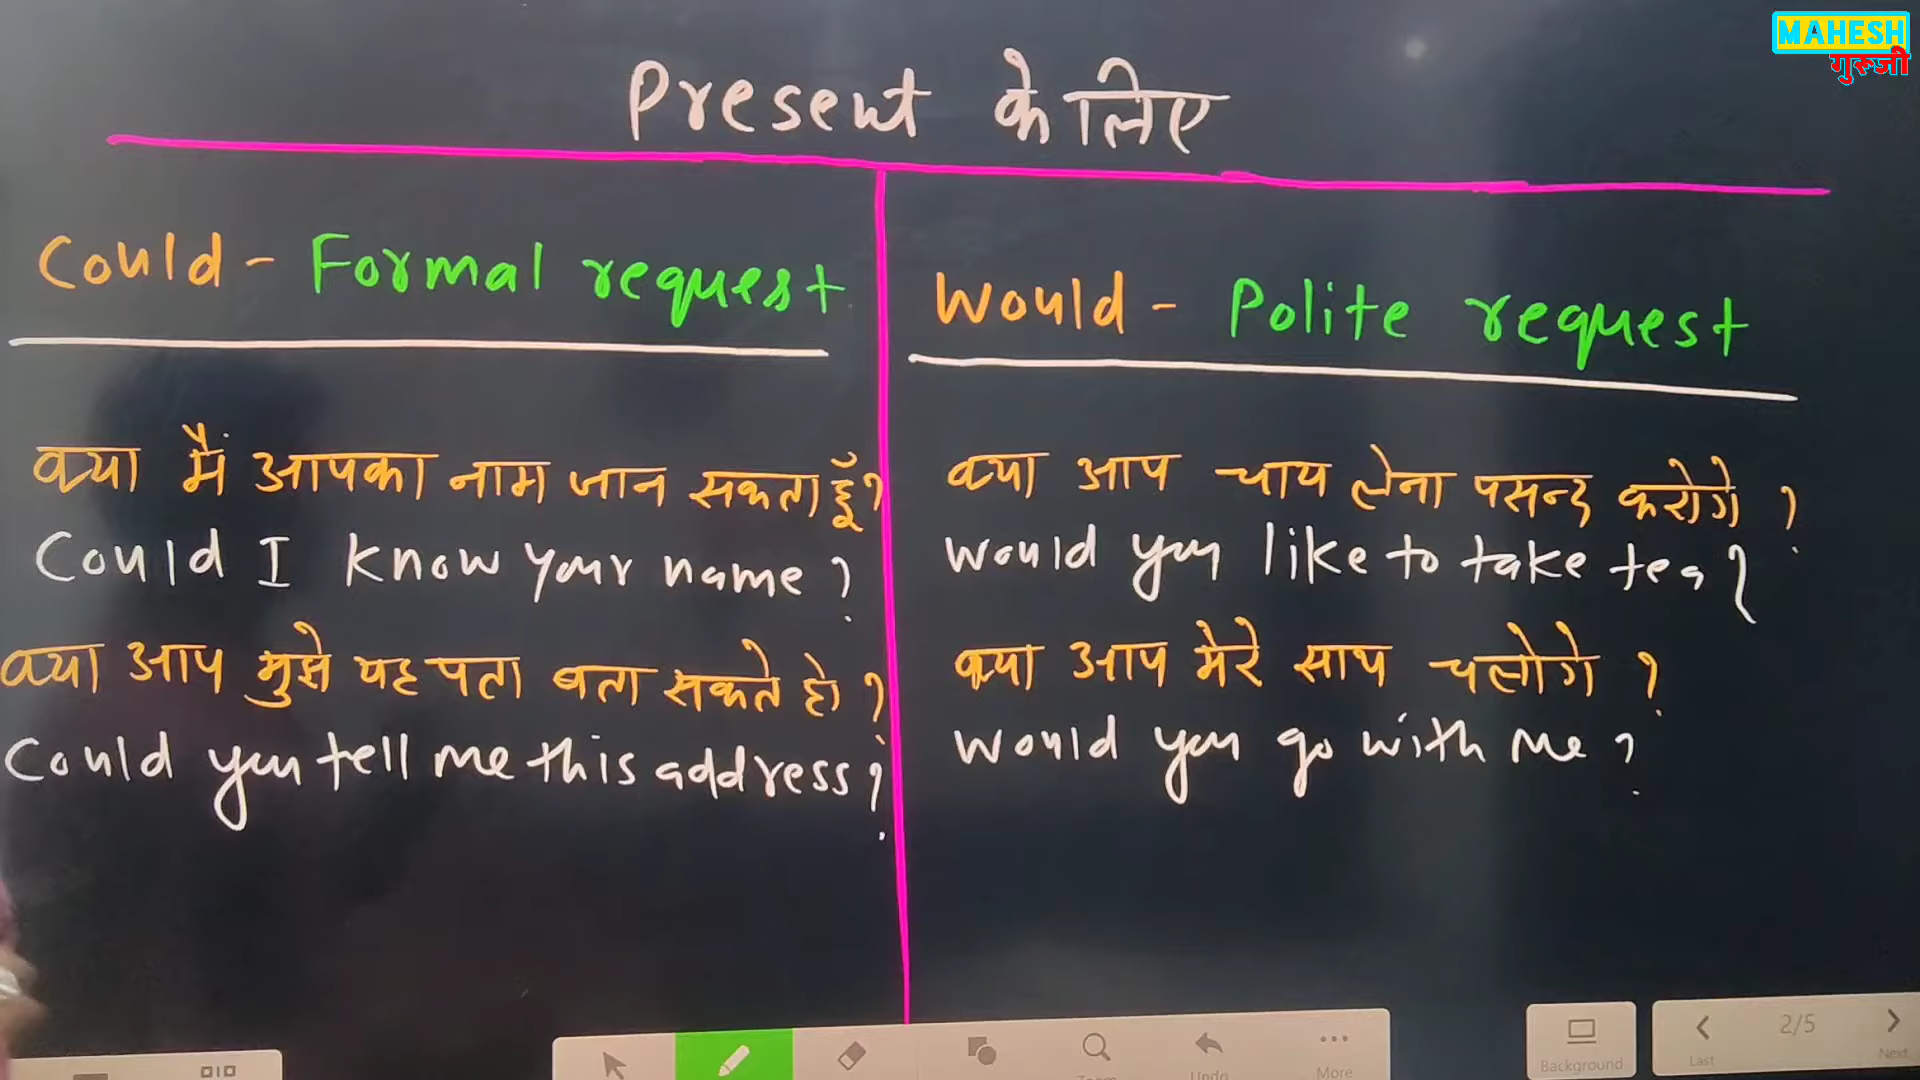 MAHESH
गुरूजी
Present के लिए
Could - Formal request
क्या मैं आपका नाम जान सकता हूँ?
Could I know your name?
क्या आप मुझे यह पता बता सकते हो?
Could you tell me this address?
Would - Polite request
क्या आप चाय लेना पसन्द करोगे?
Would you like to take tea?
क्या आप मेरे साथ चलोगे?
Would you go with me?
Zoom
Undo
More
Background
Last
2/5
Next